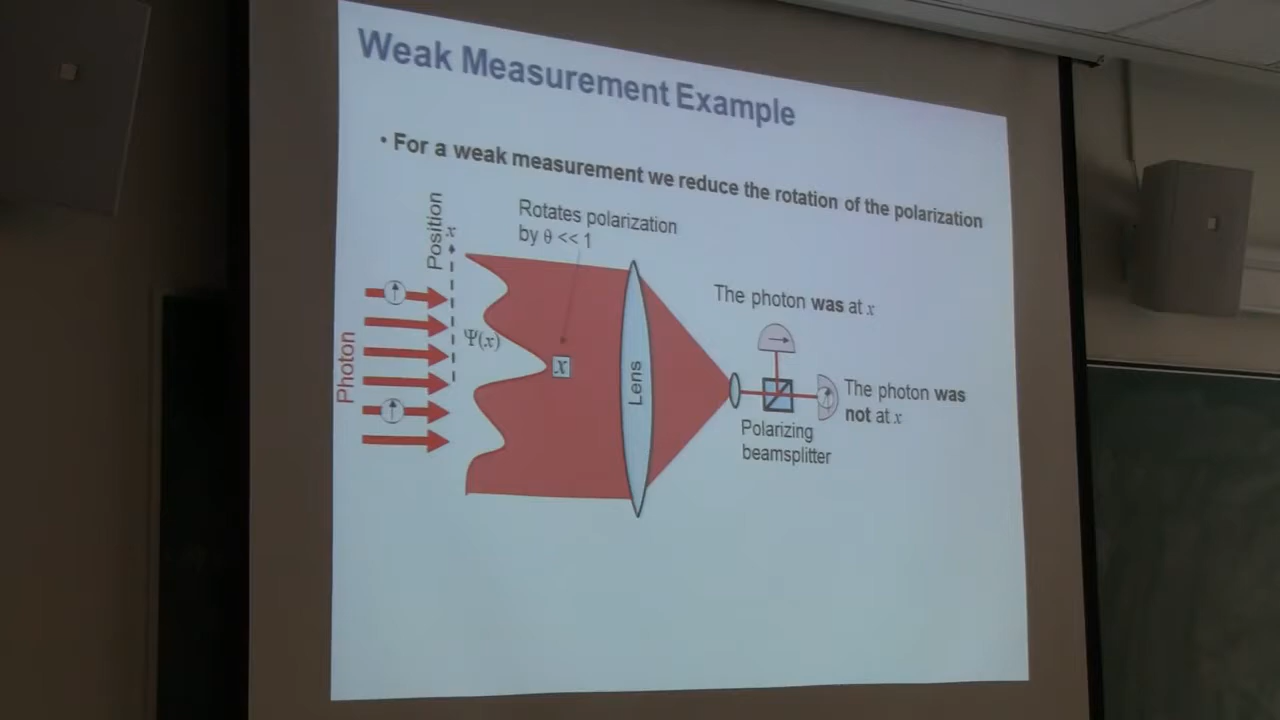 Weak Measurement Example
• For a weak measurement we reduce the rotation of the polarization
Position
x
Rotates polarization
by θ << 1
Photon
Ψ(x)
x
Lens
The photon was at x
The photon was
not at x
Polarizing
beamsplitter